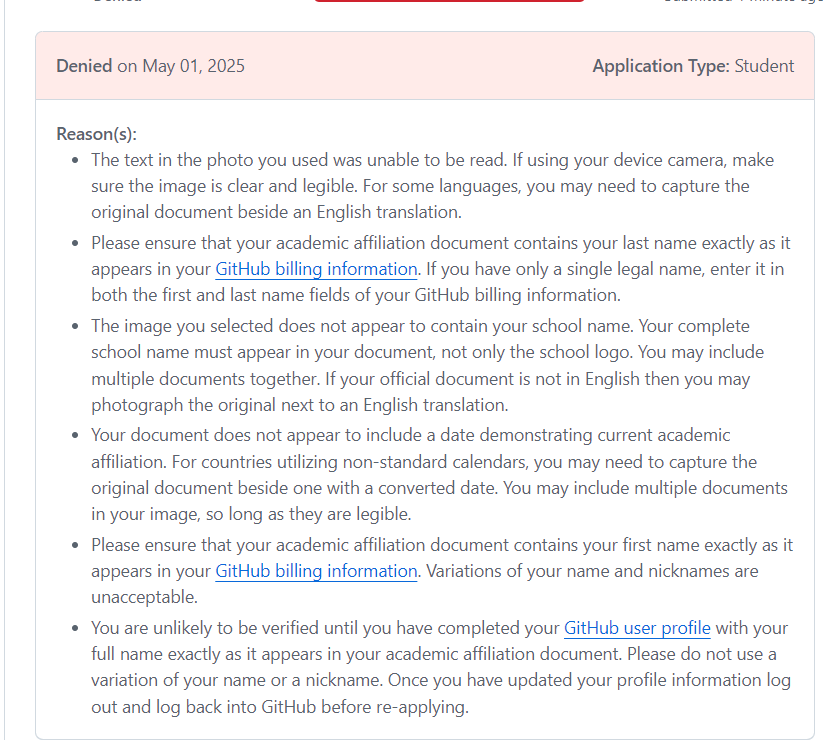 Denied on May 01, 2025
Application Type: Student
Reason(s):
• The text in the photo you used was unable to be read. If using your device camera, make
sure the image is clear and legible. For some languages, you may need to capture the
original document beside an English translation.
• Please ensure that your academic affiliation document contains your last name exactly as it
appears in your GitHub billing information. If you have only a single legal name, enter it in
both the first and last name fields of your GitHub billing information.
• The image you selected does not appear to contain your school name. Your complete
school name must appear in your document, not only the school logo. You may include
multiple documents together. If your official document is not in English then you may
photograph the original next to an English translation.
• Your document does not appear to include a date demonstrating current academic
affiliation. For countries utilizing non-standard calendars, you may need to capture the
original document beside one with a converted date. You may include multiple documents
in your image, so long as they are legible.
• Please ensure that your academic affiliation document contains your first name exactly as it
appears in your GitHub billing information. Variations of your name and nicknames are
unacceptable.
• You are unlikely to be verified until you have completed your GitHub user profile with your
full name exactly as it appears in your academic affiliation document. Please do not use a
variation of your name or a nickname. Once you have updated your profile information log
out and log back into GitHub before re-applying.